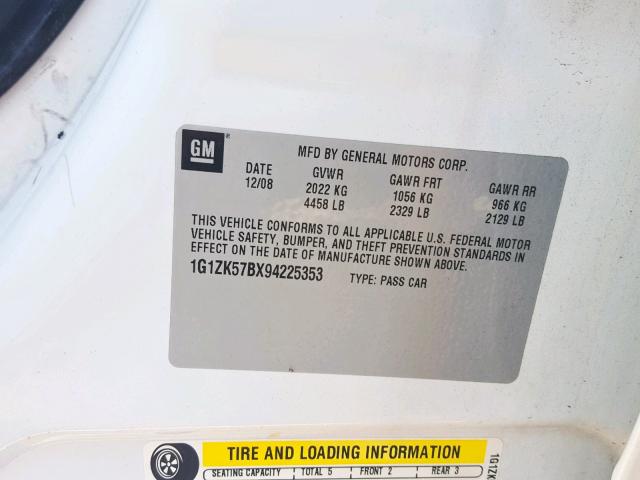 GM ®
MFD BY GENERAL MOTORS CORP.
DATE GVWR GAWR FRT GAWR RR
12/08 2022 KG 1056 KG 966 KG
4458 LB 2329 LB 2129 LB
THIS VEHICLE CONFORMS TO ALL APPLICABLE U.S. FEDERAL MOTOR
VEHICLE SAFETY, BUMPER, AND THEFT PREVENTION STANDARDS IN
EFFECT ON THE DATE OF MANUFACTURE SHOWN ABOVE.
1G1ZK57BX94225353 TYPE: PASS CAR
TIRE AND LOADING INFORMATION
SEATING CAPACITY TOTAL 5 FRONT 2 REAR 3
1G1ZK